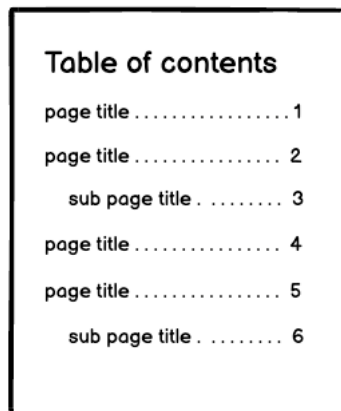 Table of contents
page title . . . . . . . . . . . . . . . . . 1
page title . . . . . . . . . . . . . . . . 2
sub page title . . . . . . . . . 3
page title . . . . . . . . . . . . . . . . 4
page title . . . . . . . . . . . . . . . . 5
sub page title . . . . . . . . . 6